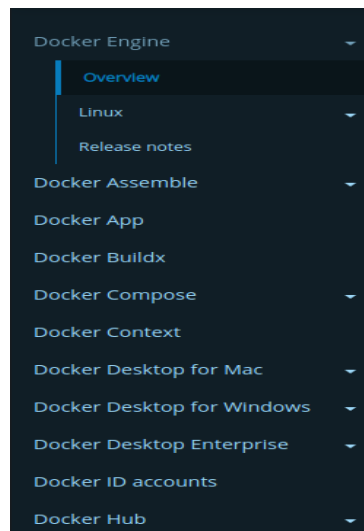 Docker Engine
Overview
Linux
Release notes
Docker Assemble
Docker App
Docker Buildx
Docker Compose
Docker Context
Docker Desktop for Mac
Docker Desktop for Windows
Docker Desktop Enterprise
Docker ID accounts
Docker Hub